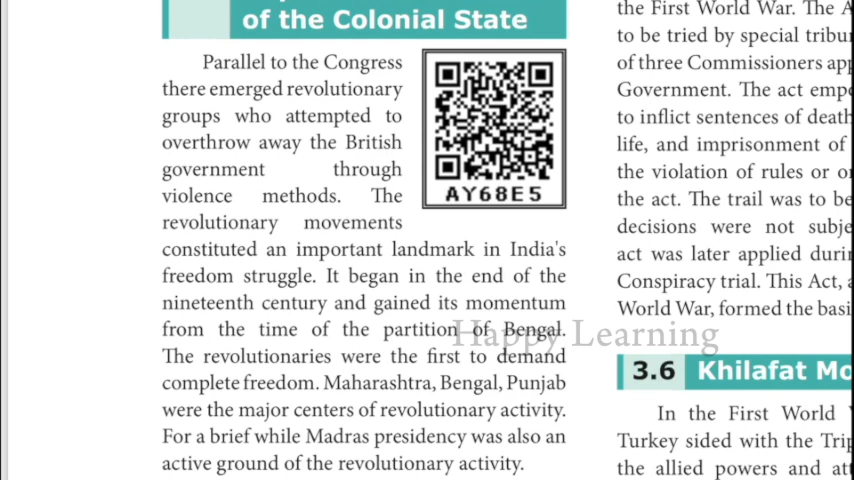 of the Colonial State
Parallel to the Congress
there emerged revolutionary
groups who attempted to
overthrow away the British
government through
violence methods. The
revolutionary movements
constituted an important landmark in India's
freedom struggle. It began in the end of the
nineteenth century and gained its momentum
from the time of the partition of Bengal.
The revolutionaries were the first to demand
complete freedom. Maharashtra, Bengal, Punjab
were the major centers of revolutionary activity.
For a brief while Madras presidency was also an
active ground of the revolutionary activity.
AY68E5
the First World War. The A
to be tried by special tribu
of three Commissioners app
Government. The act empo
to inflict sentences of death
life, and imprisonment of
the violation of rules or o
the act. The trail was to be
decisions were not subje
act was later applied duri
Conspiracy trial. This Act, a
World War, formed the basi
3.6 Khilafat Mo
In the First World
Turkey sided with the Trip
the allied powers and att
Happy Learning